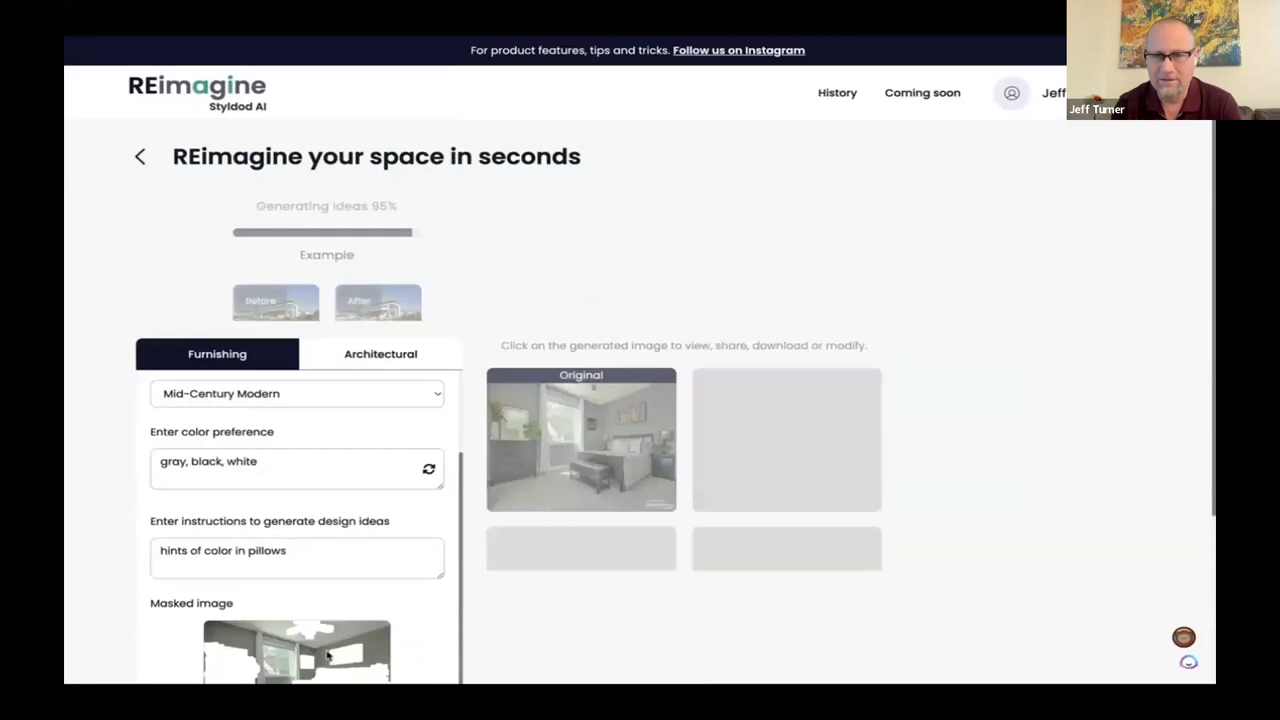 For product features, tips and tricks. Follow us on Instagram
REimagine
Styldod AI
History
Coming soon
Jeff
Jeff Turner
REimagine your space in seconds
Generating ideas 95%
Example
Before
After
Furnishing
Architectural
Click on the generated image to view, share, download or modify.
Original
Mid-Century Modern
Enter color preference
gray, black, white
Enter instructions to generate design ideas
hints of color in pillows
Masked image